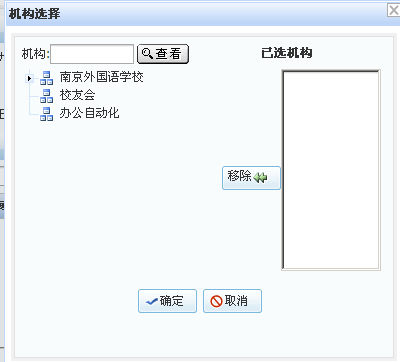 机构选择
机构: 查看 已选机构
南京外国语学校
校友会
办公自动化
移除
确定 取消